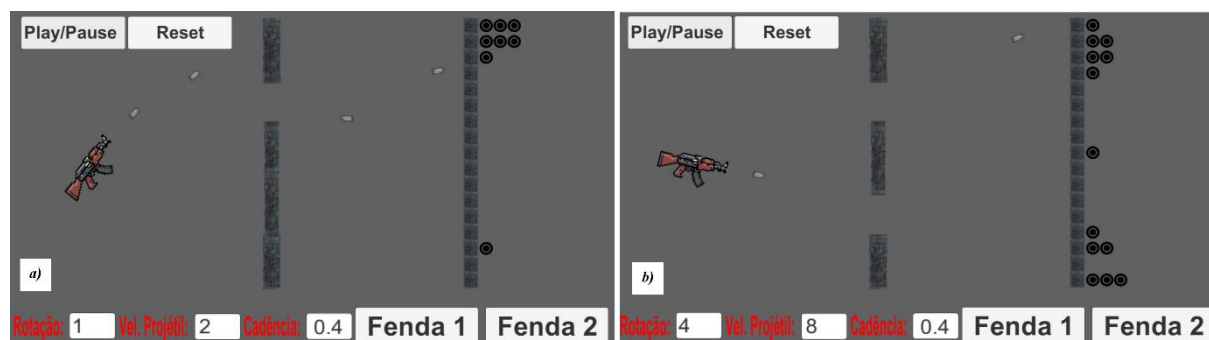 Play/Pause Reset
a)
Rotação: 1 Vel. Projétil: 2 Cadência: 0.4 Fenda 1 Fenda 2
Play/Pause Reset
b)
Rotação: 4 Vel. Projétil: 8 Cadência: 0.4 Fenda 1 Fenda 2